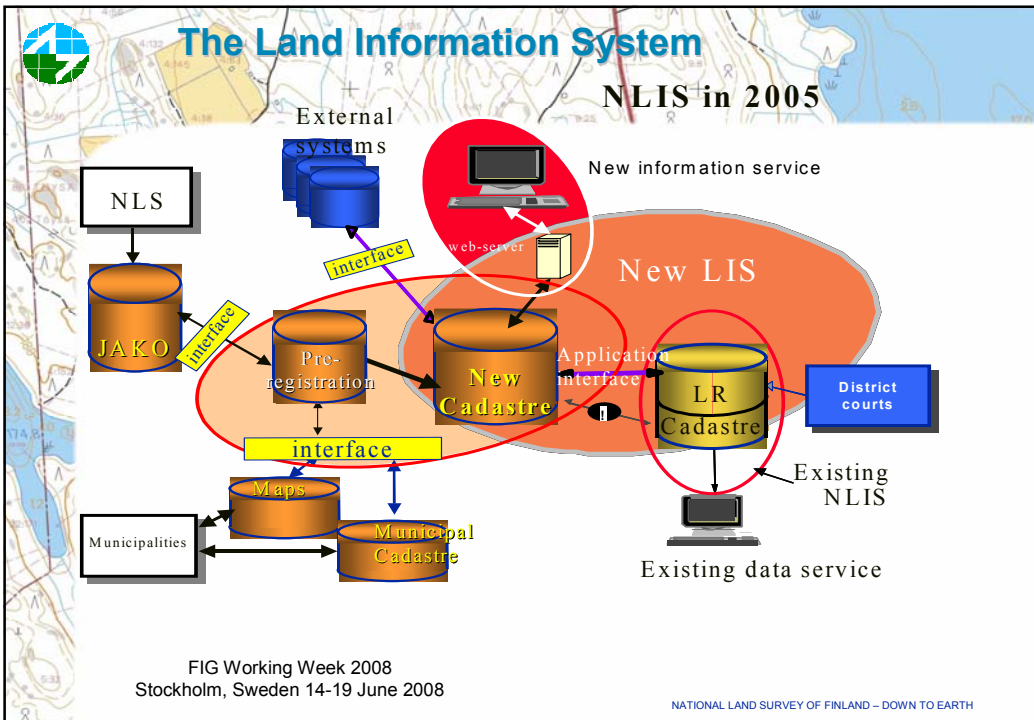 The Land Information System
NLIS in 2005
External
systems
New information service
NLS
web-server
interface
New LIS
JAKO
interface
Pre-
registration
New
Cadastre
Application
interface
LR
Cadastre
District
courts
!
interface
Existing
NLIS
Maps
Municipalities
Municipal
Cadastre
Existing data service
FIG Working Week 2008
Stockholm, Sweden 14-19 June 2008
NATIONAL LAND SURVEY OF FINLAND – DOWN TO EARTH